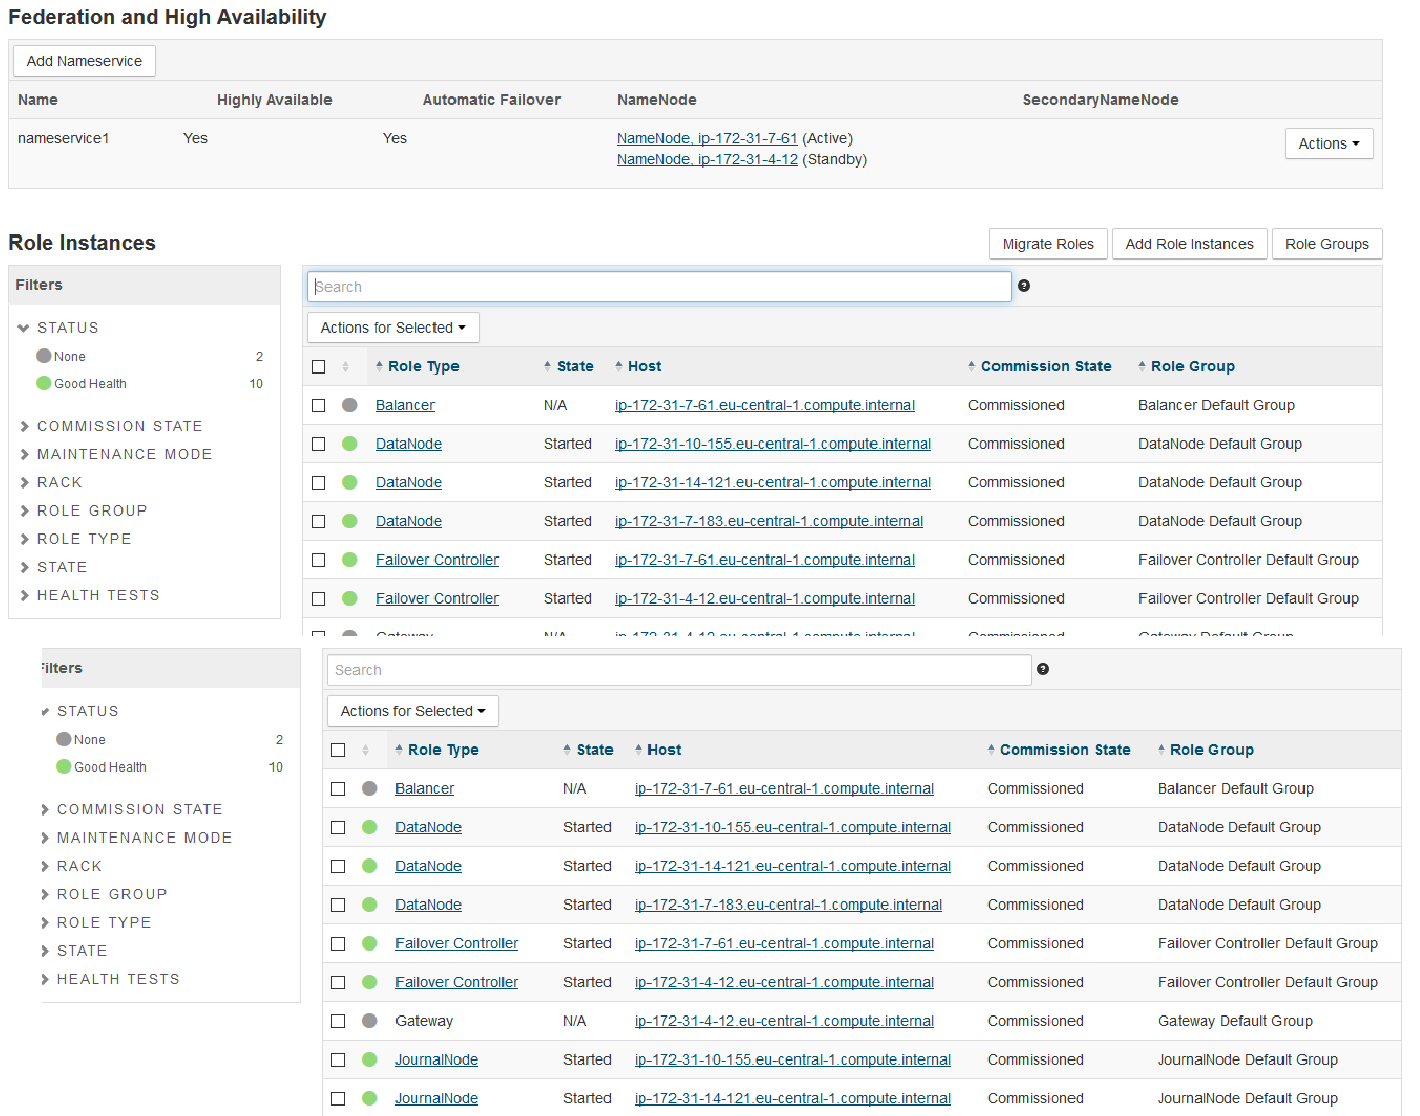 Federation and High Availability
Add Nameservice
Name Highly Available Automatic Failover NameNode SecondaryNameNode
nameservice1 Yes Yes NameNode, ip-172-31-7-61 (Active)
NameNode, ip-172-31-4-12 (Standby)
Actions
Role Instances
Migrate Roles Add Role Instances Role Groups
Filters
STATUS
None 2
Good Health 10
COMMISSION STATE
MAINTENANCE MODE
RACK
ROLE GROUP
ROLE TYPE
STATE
HEALTH TESTS
Search ?
Actions for Selected
Role Type State Host Commission State Role Group
Balancer N/A ip-172-31-7-61.eu-central-1.compute.internal Commissioned Balancer Default Group
DataNode Started ip-172-31-10-155.eu-central-1.compute.internal Commissioned DataNode Default Group
DataNode Started ip-172-31-14-121.eu-central-1.compute.internal Commissioned DataNode Default Group
DataNode Started ip-172-31-7-183.eu-central-1.compute.internal Commissioned DataNode Default Group
Failover Controller Started ip-172-31-7-61.eu-central-1.compute.internal Commissioned Failover Controller Default Group
Failover Controller Started ip-172-31-4-12.eu-central-1.compute.internal Commissioned Failover Controller Default Group
Gateway N/A ip-172-31-4-12.eu-central-1.compute.internal Commissioned Gateway Default Group
Filters
STATUS
None 2
Good Health 10
COMMISSION STATE
MAINTENANCE MODE
RACK
ROLE GROUP
ROLE TYPE
STATE
HEALTH TESTS
Search ?
Actions for Selected
Role Type State Host Commission State Role Group
Balancer N/A ip-172-31-7-61.eu-central-1.compute.internal Commissioned Balancer Default Group
DataNode Started ip-172-31-10-155.eu-central-1.compute.internal Commissioned DataNode Default Group
DataNode Started ip-172-31-14-121.eu-central-1.compute.internal Commissioned DataNode Default Group
DataNode Started ip-172-31-7-183.eu-central-1.compute.internal Commissioned DataNode Default Group
Failover Controller Started ip-172-31-7-61.eu-central-1.compute.internal Commissioned Failover Controller Default Group
Failover Controller Started ip-172-31-4-12.eu-central-1.compute.internal Commissioned Failover Controller Default Group
Gateway N/A ip-172-31-4-12.eu-central-1.compute.internal Commissioned Gateway Default Group
JournalNode Started ip-172-31-10-155.eu-central-1.compute.internal Commissioned JournalNode Default Group
JournalNode Started ip-172-31-14-121.eu-central-1.compute.internal Commissioned JournalNode Default Group